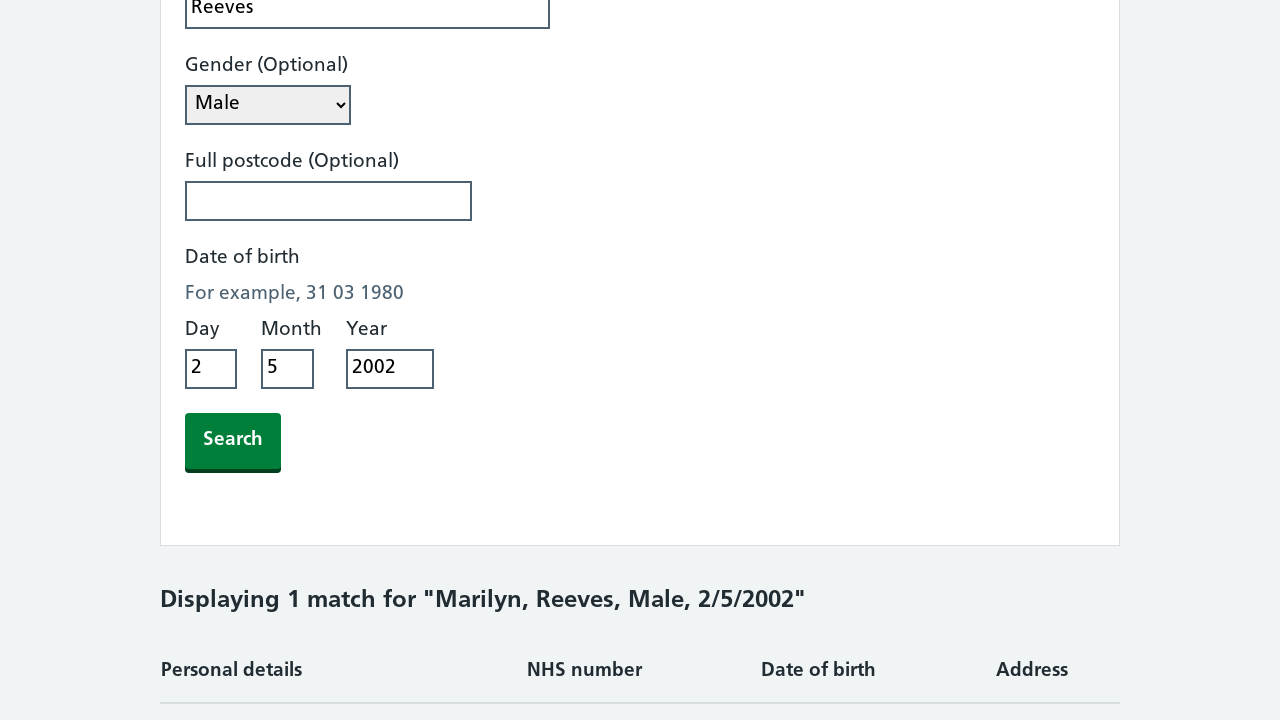 Reeves
Gender (Optional)
Male
Full postcode (Optional)
Date of birth
For example, 31 03 1980
Day Month Year
2 5 2002
Search
Displaying 1 match for "Marilyn, Reeves, Male, 2/5/2002"
Personal details NHS number Date of birth Address